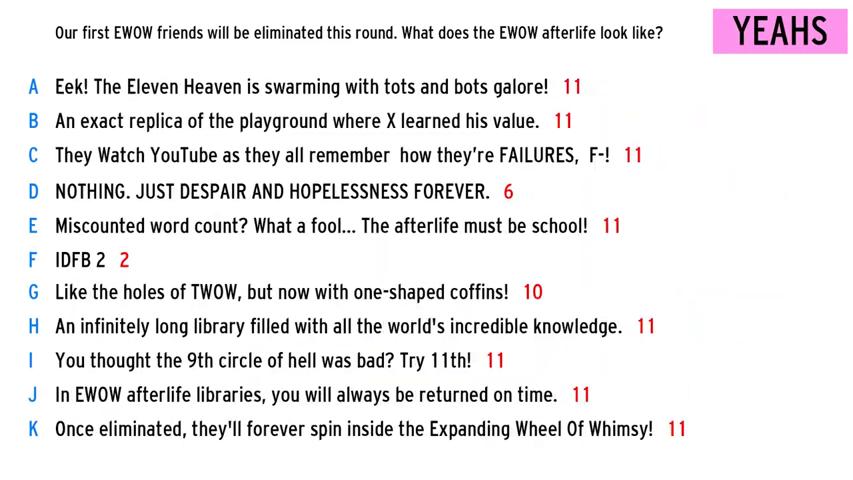 Our first EWOW friends will be eliminated this round. What does the EWOW afterlife look like?
YEAHS
A Eek! The Eleven Heaven is swarming with tots and bots galore! 11
B An exact replica of the playground where X learned his value. 11
C They Watch YouTube as they all remember how they're FAILURES, F-! 11
D NOTHING. JUST DESPAIR AND HOPELESSNESS FOREVER. 6
E Miscounted word count? What a fool... The afterlife must be school! 11
F IDFB 2 2
G Like the holes of TWOW, but now with one-shaped coffins! 10
H An infinitely long library filled with all the world's incredible knowledge. 11
I You thought the 9th circle of hell was bad? Try 11th! 11
J In EWOW afterlife libraries, you will always be returned on time. 11
K Once eliminated, they'll forever spin inside the Expanding Wheel Of Whimsy! 11